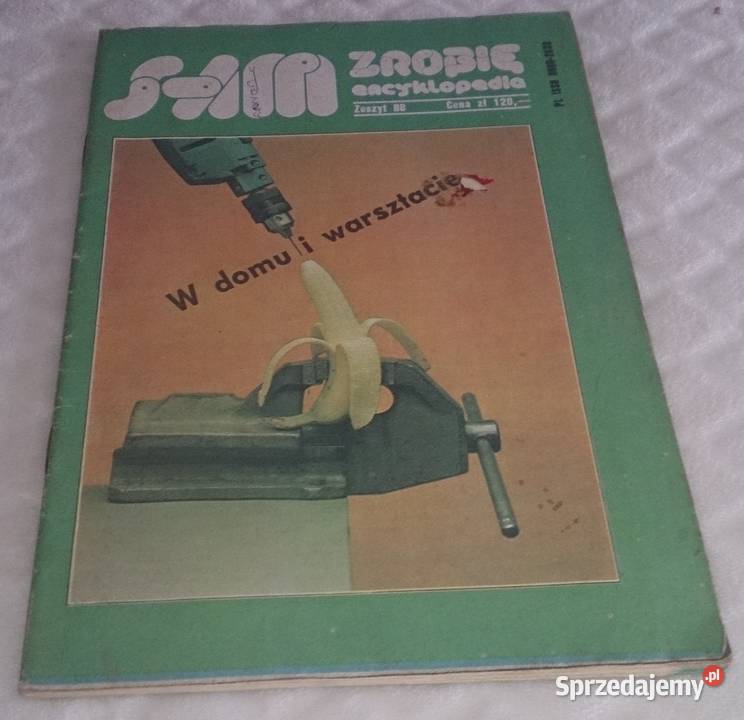 SAM
ZROBIĘ
encyklopedia
Zeszyt 88
Cena zł 120,—
W domu i warsztacie
Sprzedajemy.pl